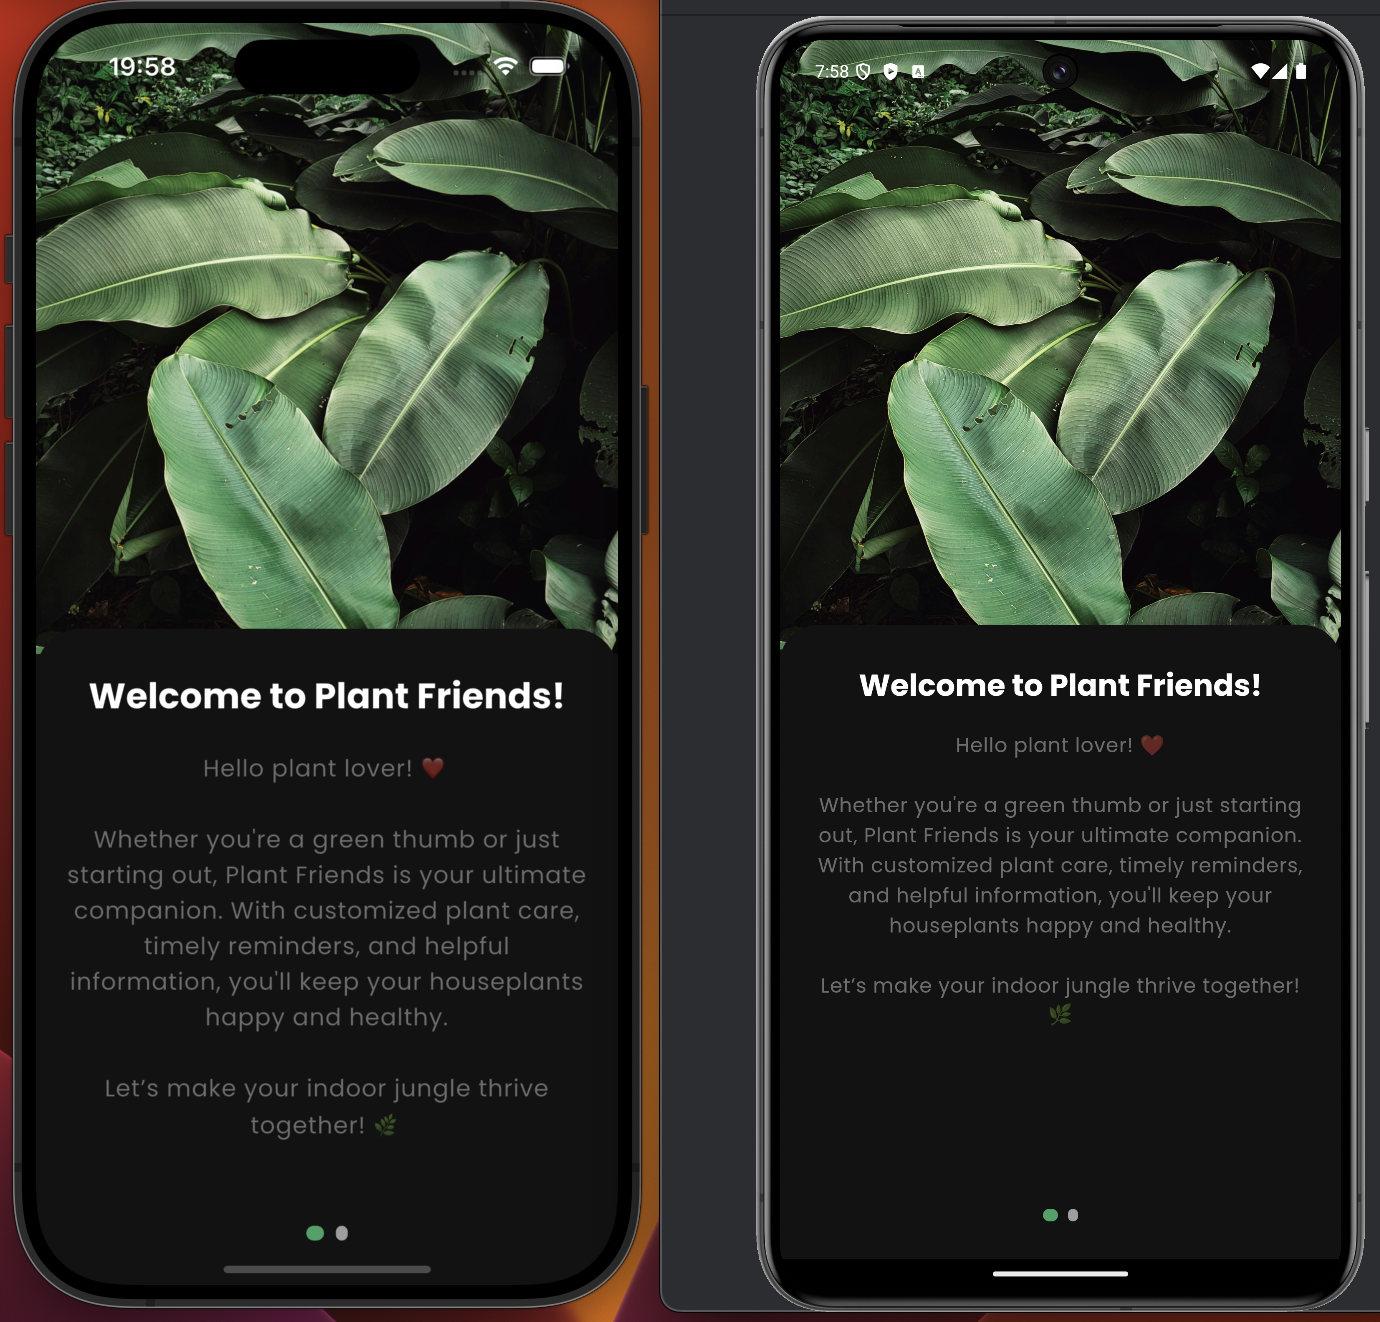 19:58
Welcome to Plant Friends!
Hello plant lover! ❤️
Whether you're a green thumb or just
starting out, Plant Friends is your ultimate
companion. With customized plant care,
timely reminders, and helpful
information, you'll keep your houseplants
happy and healthy.
Let’s make your indoor jungle thrive
together! 🌿
7:58
A
Welcome to Plant Friends!
Hello plant lover! ❤️
Whether you're a green thumb or just starting
out, Plant Friends is your ultimate companion.
With customized plant care, timely reminders,
and helpful information, you'll keep your
houseplants happy and healthy.
Let’s make your indoor jungle thrive together!
🌿